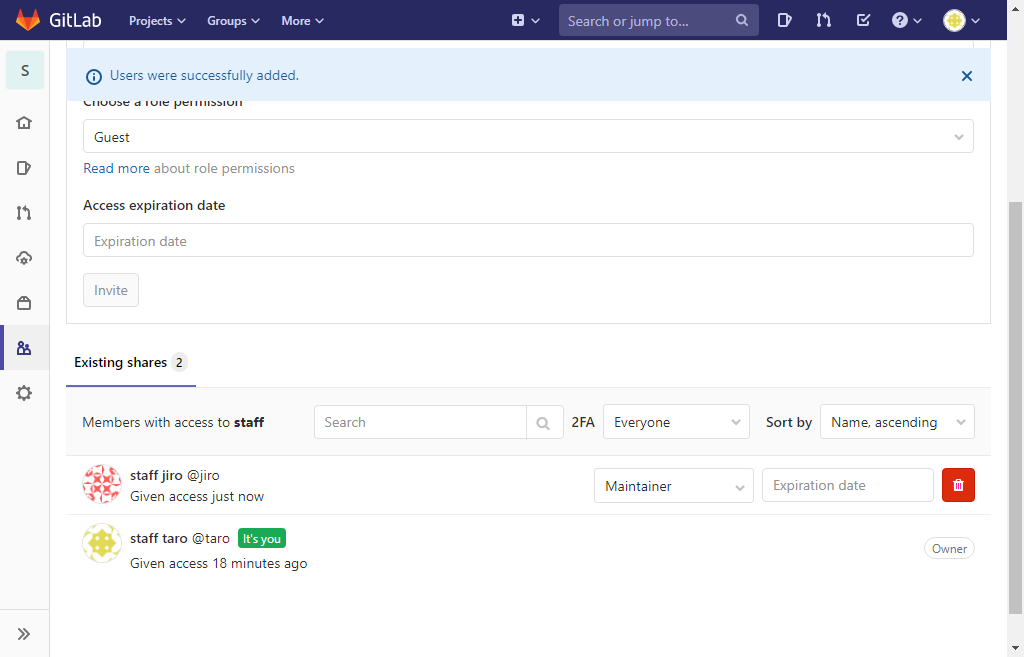 GitLab Projects Groups More Search or jump to...
S
Users were successfully added.
Choose a role permission
Guest
Read more about role permissions
Access expiration date
Expiration date
Invite
Existing shares 2
Members with access to staff Search 2FA Everyone Sort by Name, ascending
staff jiro @jiro
Given access just now
Maintainer Expiration date
staff taro @taro It's you
Given access 18 minutes ago
Owner